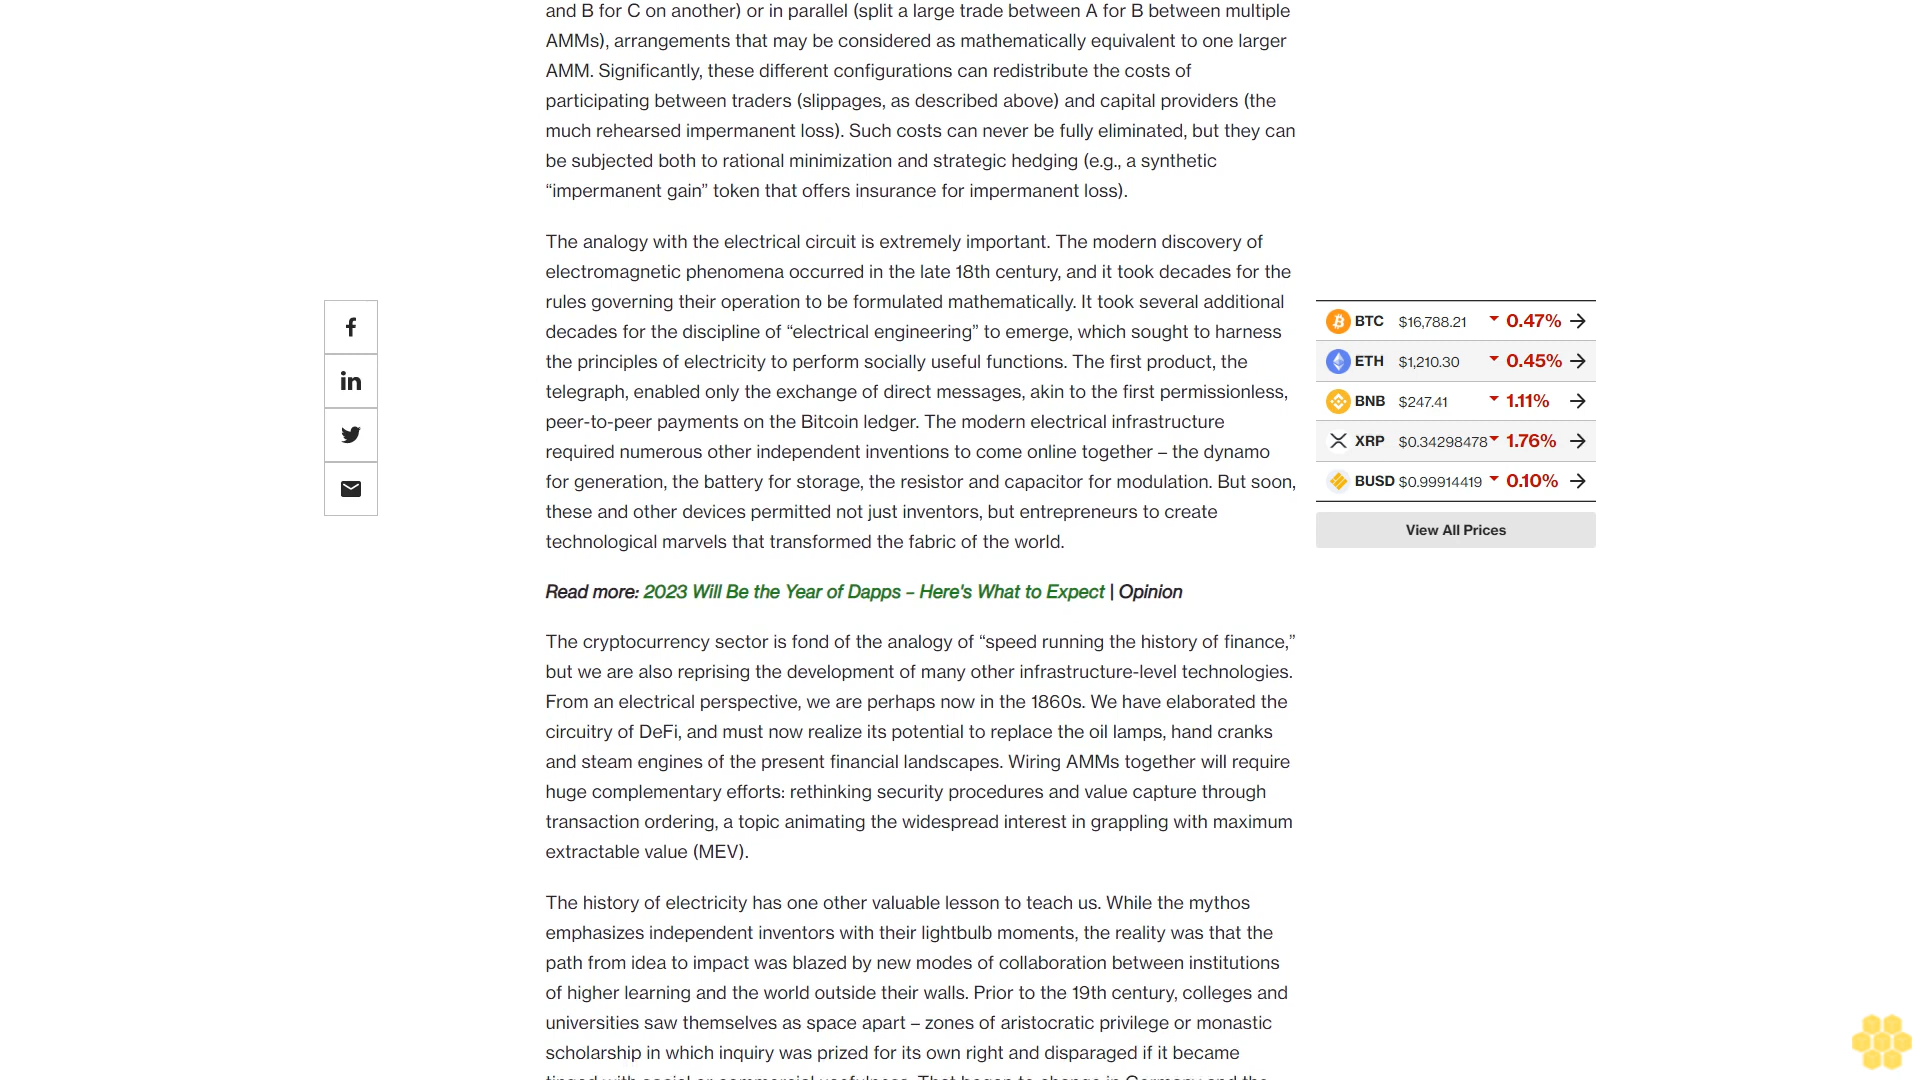 and B for C on another) or in parallel (split a large trade between A for B between multiple
AMMs), arrangements that may be considered as mathematically equivalent to one larger
AMM. Significantly, these different configurations can redistribute the costs of
participating between traders (slippages, as described above) and capital providers (the
much rehearsed impermanent loss). Such costs can never be fully eliminated, but they can
be subjected both to rational minimization and strategic hedging (e.g., a synthetic
“impermanent gain” token that offers insurance for impermanent loss).
The analogy with the electrical circuit is extremely important. The modern discovery of
electromagnetic phenomena occurred in the late 18th century, and it took decades for the
rules governing their operation to be formulated mathematically. It took several additional
decades for the discipline of “electrical engineering” to emerge, which sought to harness
the principles of electricity to perform socially useful functions. The first product, the
telegraph, enabled only the exchange of direct messages, akin to the first permissionless,
peer-to-peer payments on the Bitcoin ledger. The modern electrical infrastructure
required numerous other independent inventions to come online together – the dynamo
for generation, the battery for storage, the resistor and capacitor for modulation. But soon,
these and other devices permitted not just inventors, but entrepreneurs to create
technological marvels that transformed the fabric of the world.
Read more: 2023 Will Be the Year of Dapps – Here's What to Expect | Opinion
The cryptocurrency sector is fond of the analogy of “speed running the history of finance,”
but we are also reprising the development of many other infrastructure-level technologies.
From an electrical perspective, we are perhaps now in the 1860s. We have elaborated the
circuitry of DeFi, and must now realize its potential to replace the oil lamps, hand cranks
and steam engines of the present financial landscapes. Wiring AMMs together will require
huge complementary efforts: rethinking security procedures and value capture through
transaction ordering, a topic animating the widespread interest in grappling with maximum
extractable value (MEV).
The history of electricity has one other valuable lesson to teach us. While the mythos
emphasizes independent inventors with their lightbulb moments, the reality was that the
path from idea to impact was blazed by new modes of collaboration between institutions
of higher learning and the world outside their walls. Prior to the 19th century, colleges and
universities saw themselves as space apart – zones of aristocratic privilege or monastic
scholarship in which inquiry was prized for its own right and disparaged if it became
BTC $16,788.21 0.47%
ETH $1,210.30 0.45%
BNB $247.41 1.11%
XRP $0.34298478 1.76%
BUSD $0.99914419 0.10%
View All Prices